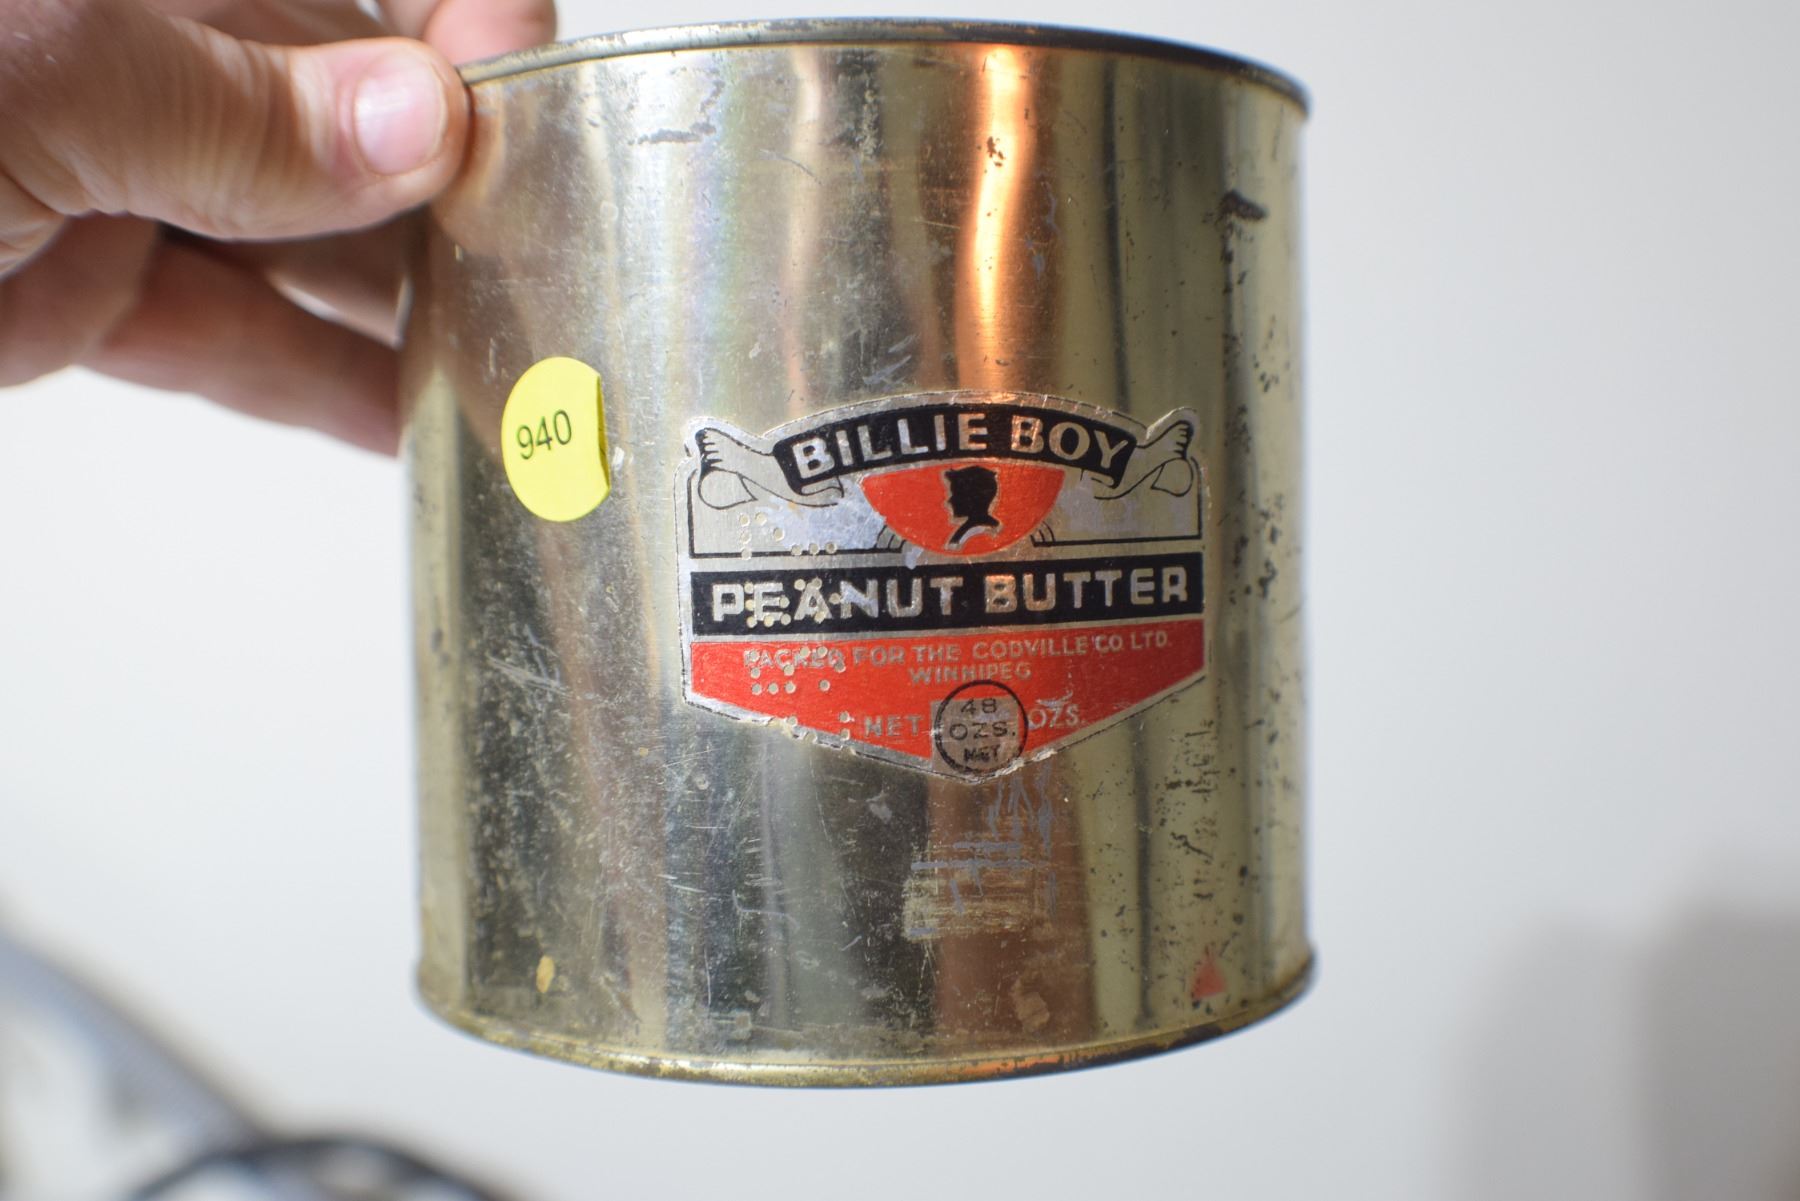 940
BILLIE BOY
PEANUT BUTTER
PACKED FOR THE CODVILLE CO. LTD.
WINNIPEG
NET OZS.
48
OZS.
NET